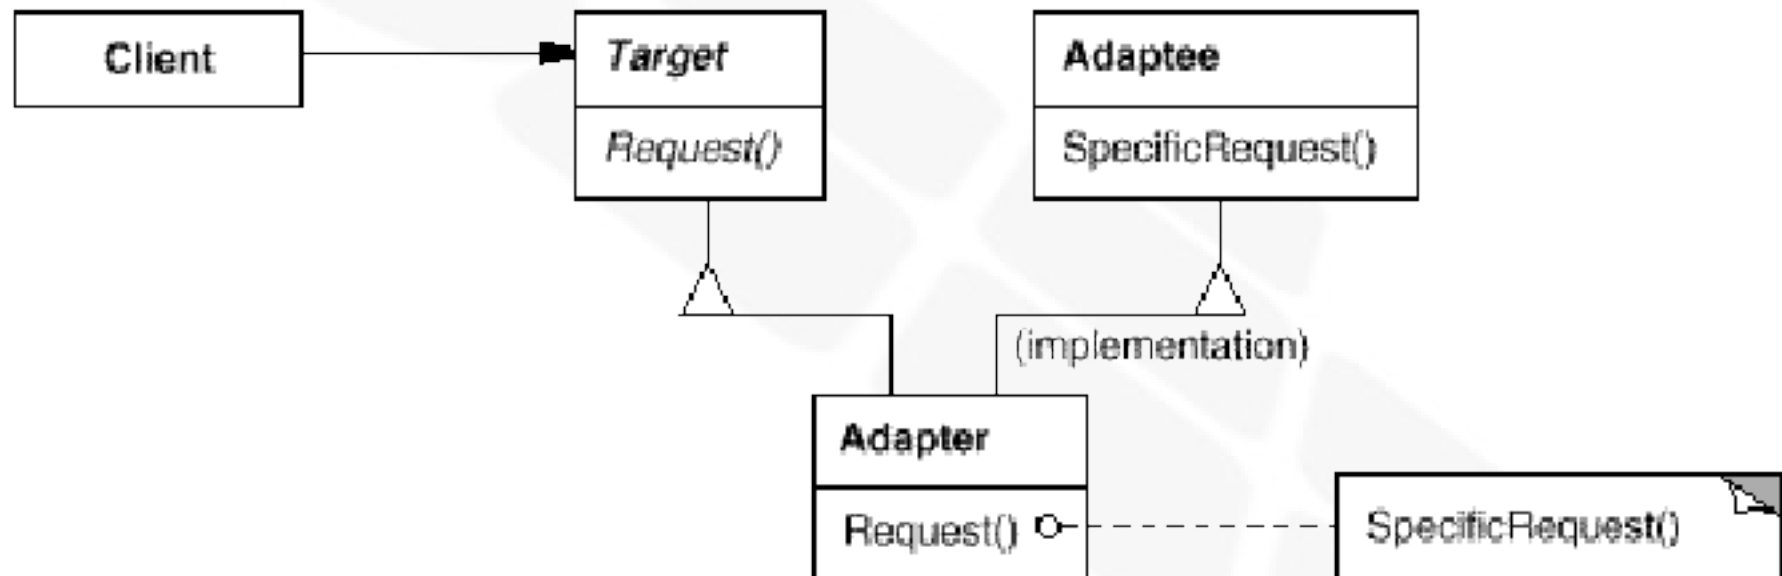 Client
Target
Request()
Adaptee
SpecificRequest()
(implementation)
Adapter
Request()
SpecificRequest()